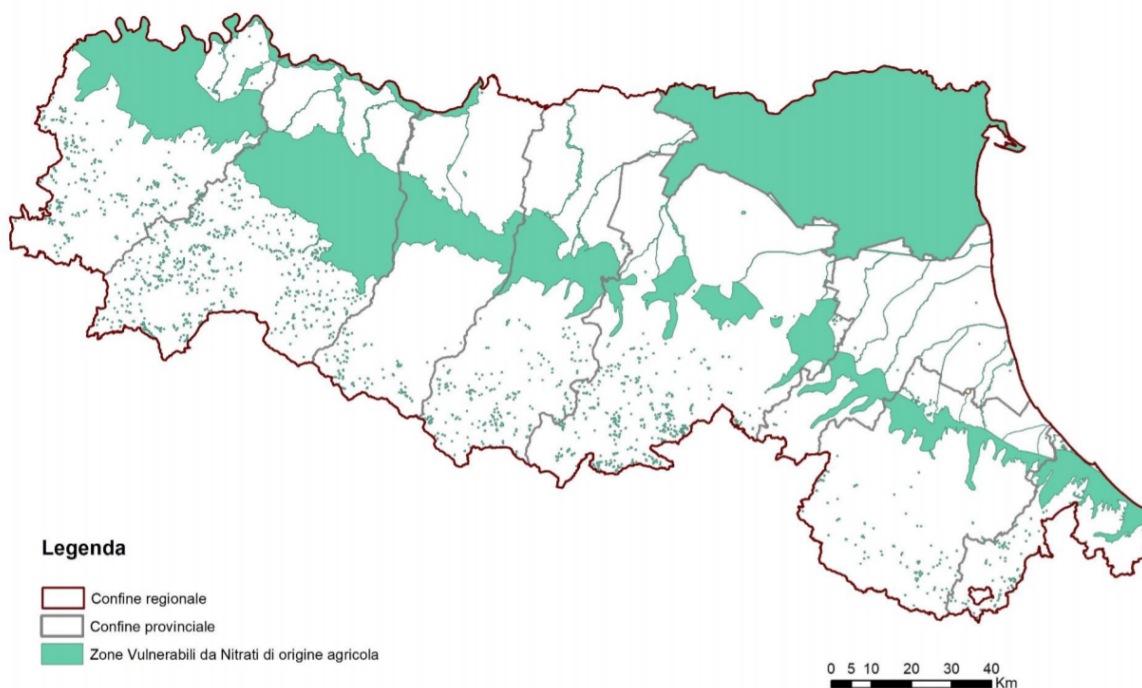 Legenda
Confine regionale
Confine provinciale
Zone Vulnerabili da Nitrati di origine agricola
0 5 10 20 30 40
Km